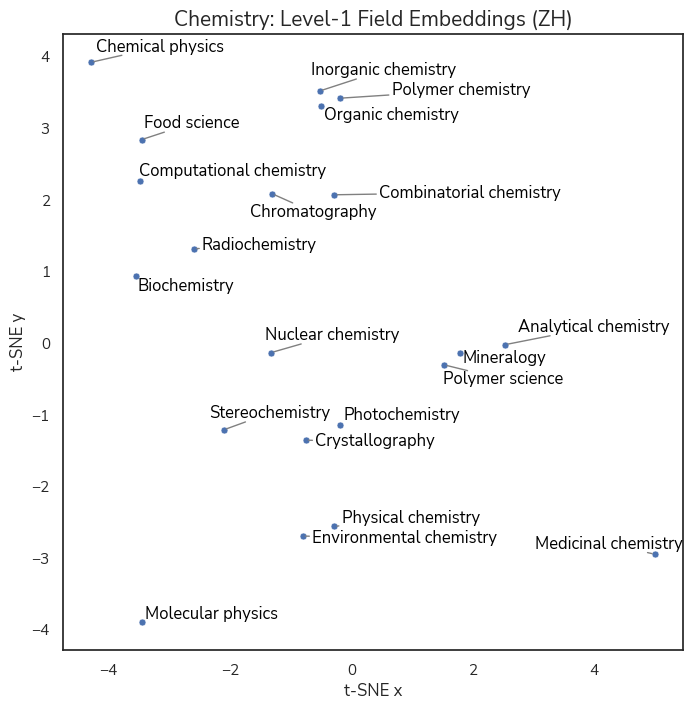 Chemistry: Level-1 Field Embeddings (ZH)
4
Chemical physics
Inorganic chemistry
Polymer chemistry
Organic chemistry
3
Food science
Computational chemistry
2
Combinatorial chemistry
Chromatography
Radiochemistry
1
Biochemistry
Analytical chemistry
Nuclear chemistry
0
Mineralogy
Polymer science
−1
Stereochemistry
Photochemistry
Crystallography
−2
Physical chemistry
Environmental chemistry
Medicinal chemistry
−3
Molecular physics
−4
t-SNE y
−4 −2 0 2 4
t-SNE x